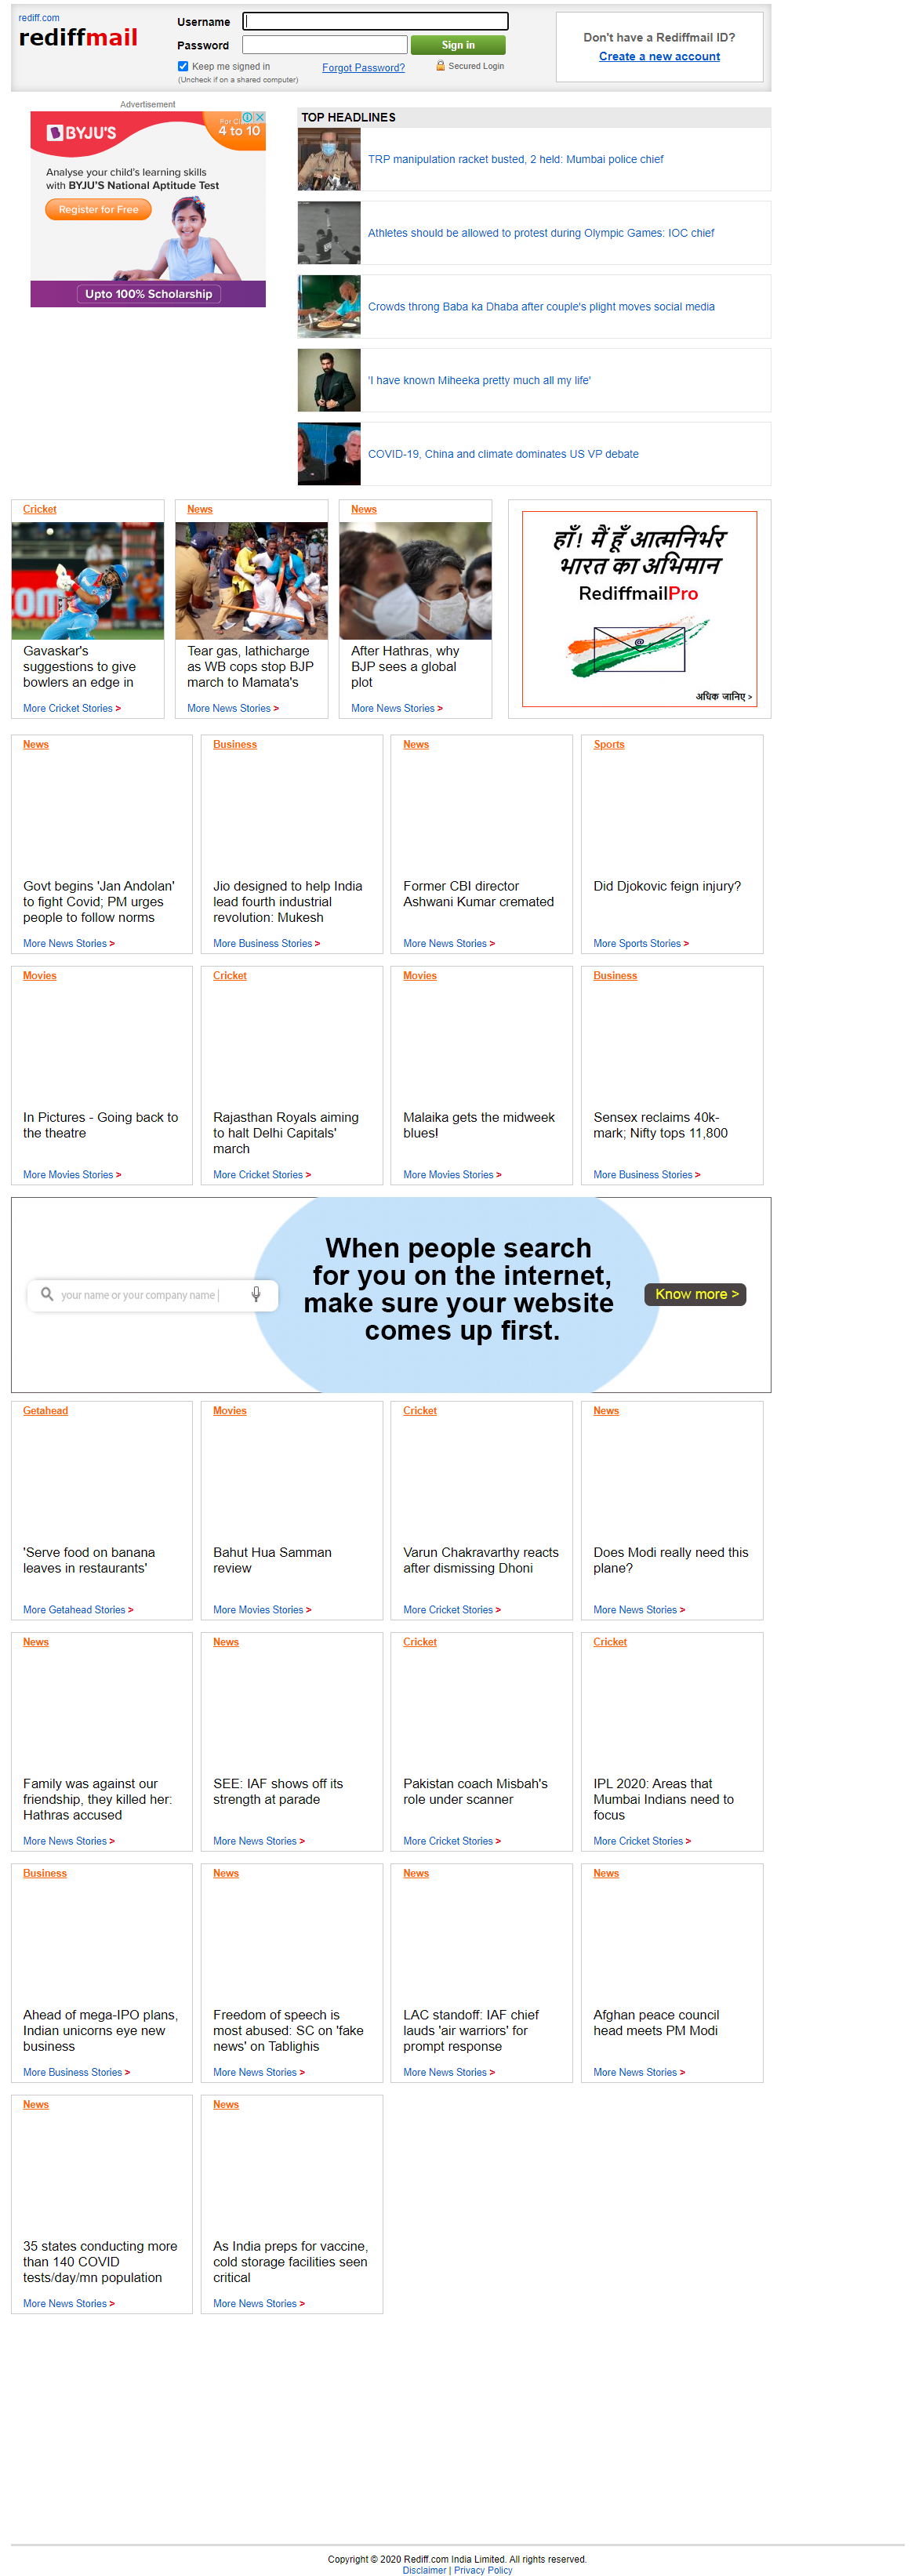 rediff.com
rediffmail
Username
Password
Sign in
Keep me signed in
(Uncheck if on a shared computer)
Forgot Password?
Secured Login
Don't have a Rediffmail ID?
Create a new account
Advertisement
BYJU'S
4 to 10
Analyse your child's learning skills
with BYJU'S National Aptitude Test
Register for Free
Upto 100% Scholarship
TOP HEADLINES
TRP manipulation racket busted, 2 held: Mumbai police chief
Athletes should be allowed to protest during Olympic Games: IOC chief
Crowds throng Baba ka Dhaba after couple's plight moves social media
'I have known Miheeka pretty much all my life'
COVID-19, China and climate dominates US VP debate
Cricket
Gavaskar's
suggestions to give
bowlers an edge in
More Cricket Stories >
News
Tear gas, lathicharge
as WB cops stop BJP
march to Mamata's
More News Stories >
News
After Hathras, why
BJP sees a global
plot
More News Stories >
हाँ! मैं हूँ आत्मनिर्भर
भारत का अभिमान
RediffmailPro
@
अधिक जानिए >
News
Govt begins 'Jan Andolan'
to fight Covid; PM urges
people to follow norms
More News Stories >
Business
Jio designed to help India
lead fourth industrial
revolution: Mukesh
More Business Stories >
News
Former CBI director
Ashwani Kumar cremated
More News Stories >
Sports
Did Djokovic feign injury?
More Sports Stories >
Movies
In Pictures - Going back to
the theatre
More Movies Stories >
Cricket
Rajasthan Royals aiming
to halt Delhi Capitals'
march
More Cricket Stories >
Movies
Malaika gets the midweek
blues!
More Movies Stories >
Business
Sensex reclaims 40k-
mark; Nifty tops 11,800
More Business Stories >
your name or your company name
When people search
for you on the internet,
make sure your website
comes up first.
Know more >
Getahead
'Serve food on banana
leaves in restaurants'
More Getahead Stories >
Movies
Bahut Hua Samman
review
More Movies Stories >
Cricket
Varun Chakravarthy reacts
after dismissing Dhoni
More Cricket Stories >
News
Does Modi really need this
plane?
More News Stories >
News
Family was against our
friendship, they killed her:
Hathras accused
More News Stories >
News
SEE: IAF shows off its
strength at parade
More News Stories >
Cricket
Pakistan coach Misbah's
role under scanner
More Cricket Stories >
Cricket
IPL 2020: Areas that
Mumbai Indians need to
focus
More Cricket Stories >
Business
Ahead of mega-IPO plans,
Indian unicorns eye new
business
More Business Stories >
News
Freedom of speech is
most abused: SC on 'fake
news' on Tablighis
More News Stories >
News
LAC standoff: IAF chief
lauds 'air warriors' for
prompt response
More News Stories >
News
Afghan peace council
head meets PM Modi
More News Stories >
News
35 states conducting more
than 140 COVID
tests/day/mn population
More News Stories >
News
As India preps for vaccine,
cold storage facilities seen
critical
More News Stories >
Copyright © 2020 Rediff.com India Limited. All rights reserved.
Disclaimer | Privacy Policy